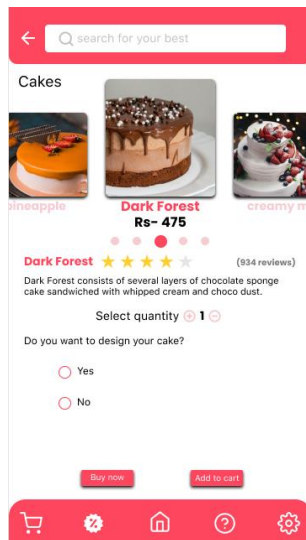 search for your best
Cakes
pineapple
Dark Forest
creamy m
Rs- 475
Dark Forest
(934 reviews)
Dark Forest consists of several layers of chocolate sponge
cake sandwiched with whipped cream and choco dust.
Select quantity 1
Do you want to design your cake?
Yes
No
Buy now
Add to cart